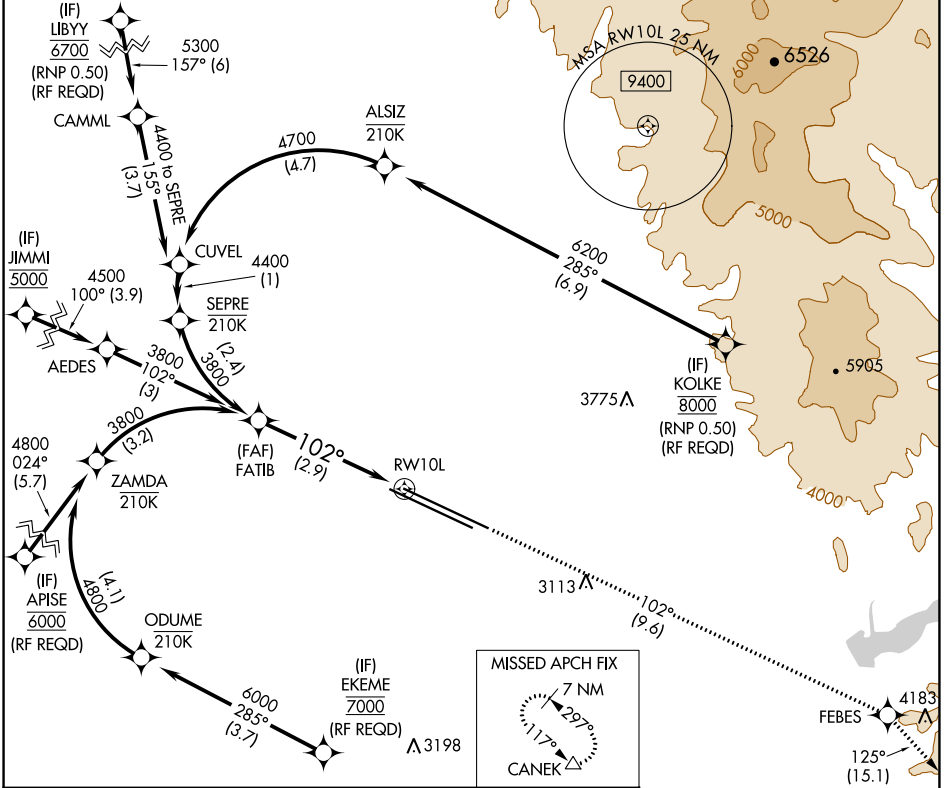 (IF)
LIBYY
6700
(RNP 0.50)
(RF REQD)
5300
157° (6)
CAMML
4400 to SEPRE
155°
(3.7)
ALSIZ
210K
4700
(4.7)
MSA RW10L 25 NM
9400
6000
6526
5000
CUVEL
4400
(1)
SEPRE
210K
6200
285°
(6.9)
(IF)
JIMMI
5000
4500
100° (3.9)
AEDES
3800
102°
(3)
(2.4)
3800
(IF)
KOLKE
8000
(RNP 0.50)
(RF REQD)
5905
3775
4000
3800
(3.2)
(FAF)
FATIB
102°
(2.9)
RW10L
4800
024°
(5.7)
ZAMDA
210K
(IF)
APISE
6000
(RF REQD)
(4.1)
4800
ODUME
210K
3113
102°
(9.6)
(IF)
EKEME
7000
(RF REQD)
6000
285°
(3.7)
3198
MISSED APCH FIX
7 NM
297°
117°
CANEK
FEBES
4183
125°
(15.1)